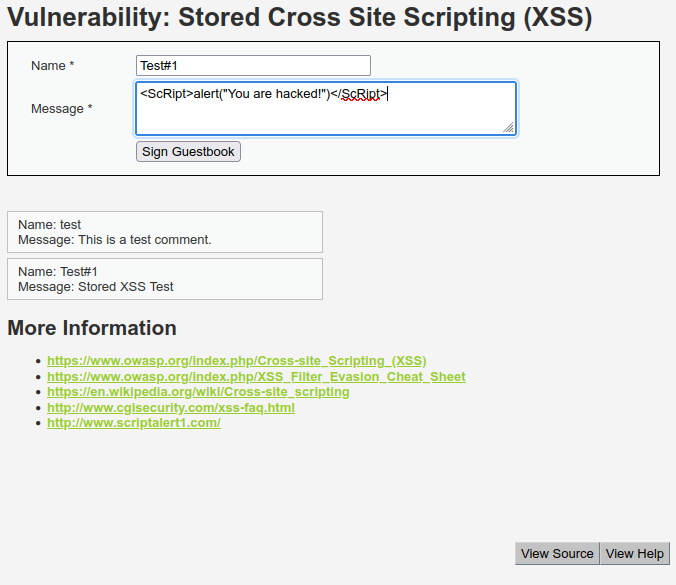 Vulnerability: Stored Cross Site Scripting (XSS)
Name *
Test#1
Message *
<ScRipt>alert("You are hacked!")</ScRipt>
Sign Guestbook
Name: test
Message: This is a test comment.
Name: Test#1
Message: Stored XSS Test
More Information
https://www.owasp.org/index.php/Cross-site_Scripting_(XSS)
https://www.owasp.org/index.php/XSS_Filter_Evasion_Cheat_Sheet
https://en.wikipedia.org/wiki/Cross-site_scripting
http://www.cgisecurity.com/xss-faq.html
http://www.scriptalert1.com/
View Source View Help